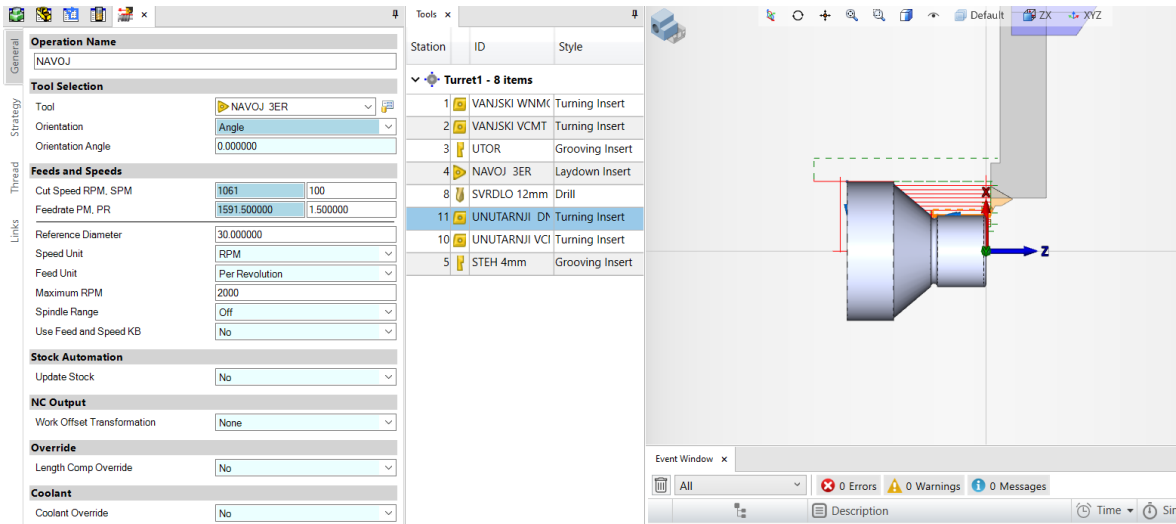 General
Strategy
Thread
Links
Operation Name
NAVOJ
Tool Selection
Tool NAVOJ 3ER
Orientation Angle
Orientation Angle 0.000000
Feeds and Speeds
Cut Speed RPM, SPM 1061 100
Feedrate PM, PR 1591.500000 1.500000
Reference Diameter 30.000000
Speed Unit RPM
Feed Unit Per Revolution
Maximum RPM 2000
Spindle Range Off
Use Feed and Speed KB No
Stock Automation
Update Stock No
NC Output
Work Offset Transformation None
Override
Length Comp Override No
Coolant
Coolant Override No
Tools
Station ID Style
Turret1 - 8 items
1 VANJSKI WNM( Turning Insert
2 VANJSKI VCMT Turning Insert
3 UTOR Grooving Insert
4 NAVOJ 3ER Laydown Insert
8 SVRDLO 12mm Drill
11 UNUTARNJI DN Turning Insert
10 UNUTARNJI VCI Turning Insert
5 STEH 4mm Grooving Insert
Default ZX XYZ
X
Z
Event Window
All 0 Errors 0 Warnings 0 Messages
Description Time